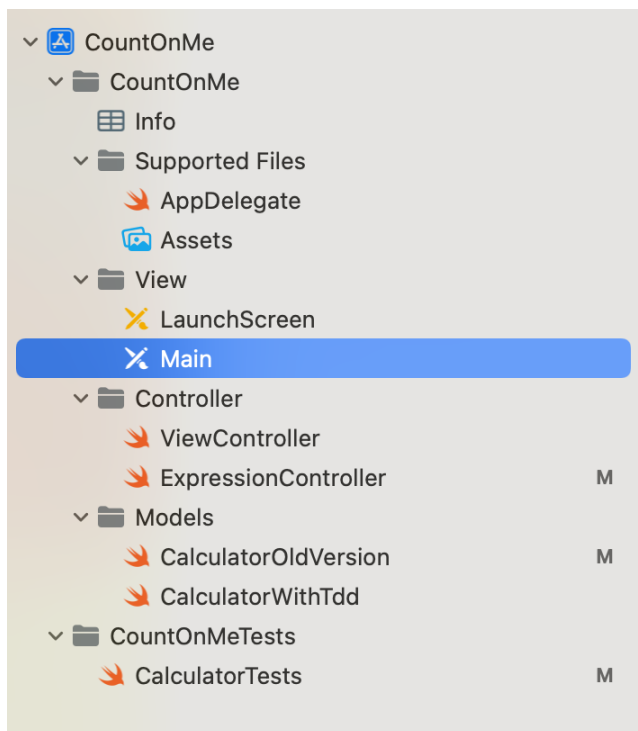 CountOnMe
CountOnMe
Info
Supported Files
AppDelegate
Assets
View
LaunchScreen
Main
Controller
ViewController
ExpressionController M
Models
CalculatorOldVersion M
CalculatorWithTdd
CountOnMeTests
CalculatorTests M